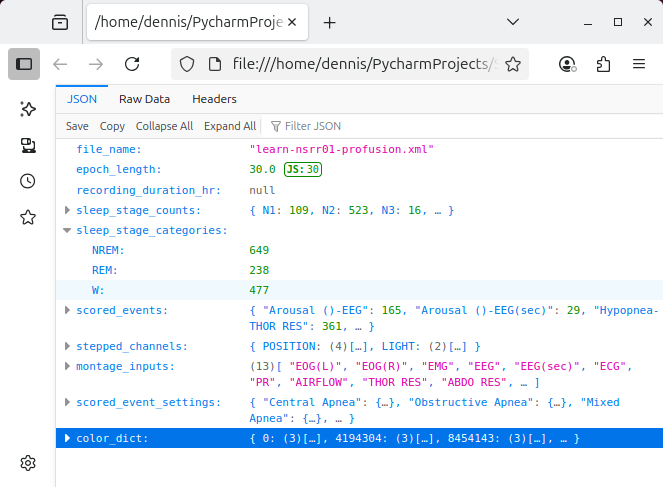 /home/dennis/PycharmProje
file:///home/dennis/PycharmProjects/
JSON Raw Data Headers
Save Copy Collapse All Expand All Filter JSON
file_name: "learn-nsrr01-profusion.xml"
epoch_length: 30.0 JS:30
recording_duration_hr: null
sleep_stage_counts: { N1: 109, N2: 523, N3: 16, … }
sleep_stage_categories:
NREM: 649
REM: 238
W: 477
scored_events: { "Arousal ()-EEG": 165, "Arousal ()-EEG(sec)": 29, "Hypopnea-
THOR RES": 361, … }
stepped_channels: { POSITION: (4)[…], LIGHT: (2)[…] }
montage_inputs: (13)[ "EOG(L)", "EOG(R)", "EMG", "EEG", "EEG(sec)", "ECG",
"PR", "AIRFLOW", "THOR RES", "ABDO RES", … ]
scored_event_settings: { "Central Apnea": {…}, "Obstructive Apnea": {…}, "Mixed
Apnea": {…}, … }
color_dict: { 0: (3)[…], 4194304: (3)[…], 8454143: (3)[…], … }